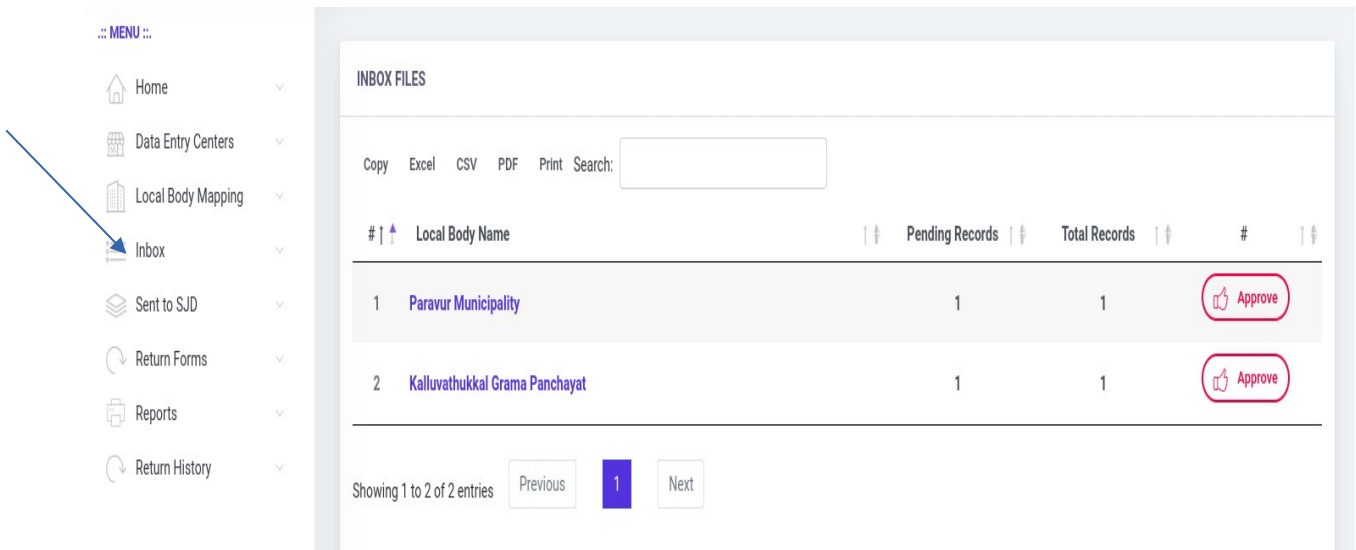 .:: MENU ::.
Home
Data Entry Centers
Local Body Mapping
Inbox
Sent to SJD
Return Forms
Reports
Return History
INBOX FILES
Copy Excel CSV PDF Print Search:
# Local Body Name Pending Records Total Records #
1 Paravur Municipality 1 1 Approve
2 Kalluvathukkal Grama Panchayat 1 1 Approve
Showing 1 to 2 of 2 entries Previous 1 Next